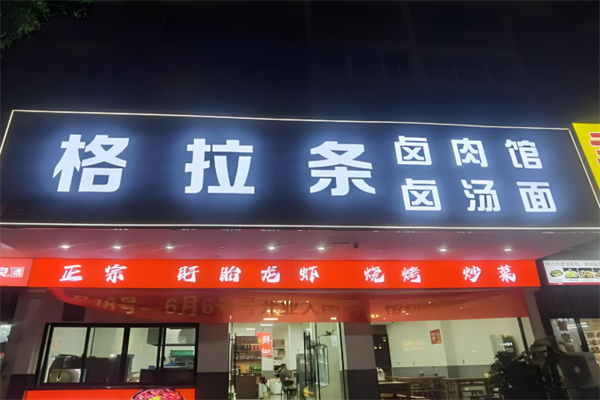 格拉条
卤肉馆
卤汤面
正宗 盱眙龙虾 烧烤 炒菜